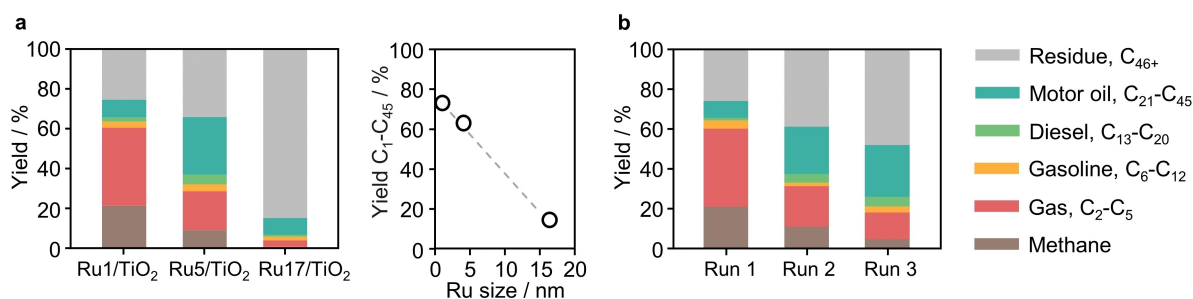 a
b
100
80
60
40
20
0
Yield / %
Ru1/TiO₂ Ru5/TiO₂ Ru17/TiO₂
100
80
60
40
20
0
Yield C₁–C₄₅ / %
0 5 10 15 20
Ru size / nm
100
80
60
40
20
0
Yield / %
Run 1 Run 2 Run 3
Residue, C₄₆₊
Motor oil, C₂₁–C₄₅
Diesel, C₁₃–C₂₀
Gasoline, C₆–C₁₂
Gas, C₂–C₅
Methane